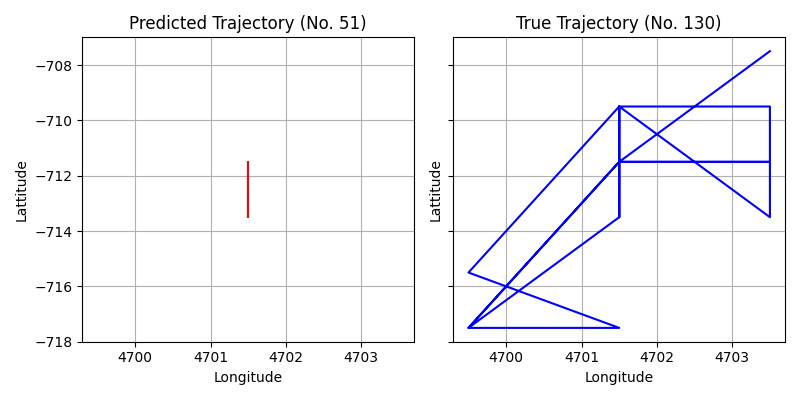 Predicted Trajectory (No. 51)
True Trajectory (No. 130)
−708
−710
−712
−714
−716
−718
Lattitude
Lattitude
4700 4701 4702 4703
4700 4701 4702 4703
Longitude
Longitude